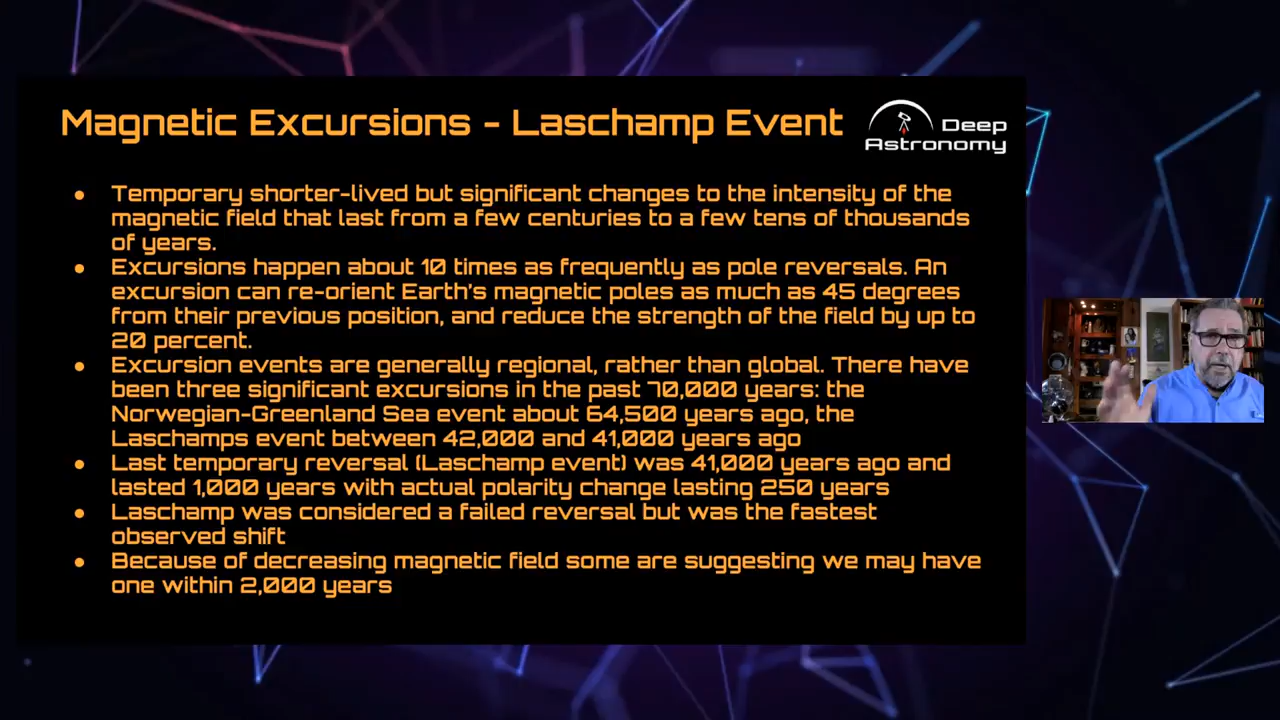 Magnetic Excursions - Laschamp Event
Deep
Astronomy
• Temporary shorter-lived but significant changes to the intensity of the
magnetic field that last from a few centuries to a few tens of thousands
of years.
• Excursions happen about 10 times as frequently as pole reversals. An
excursion can re-orient Earth's magnetic poles as much as 45 degrees
from their previous position, and reduce the strength of the field by up to
20 percent.
• Excursion events are generally regional, rather than global. There have
been three significant excursions in the past 70,000 years: the
Norwegian-Greenland Sea event about 64,500 years ago, the
Laschamps event between 42,000 and 41,000 years ago
• Last temporary reversal (Laschamp event) was 41,000 years ago and
lasted 1,000 years with actual polarity change lasting 250 years
• Laschamp was considered a failed reversal but was the fastest
observed shift
• Because of decreasing magnetic field some are suggesting we may have
one within 2,000 years